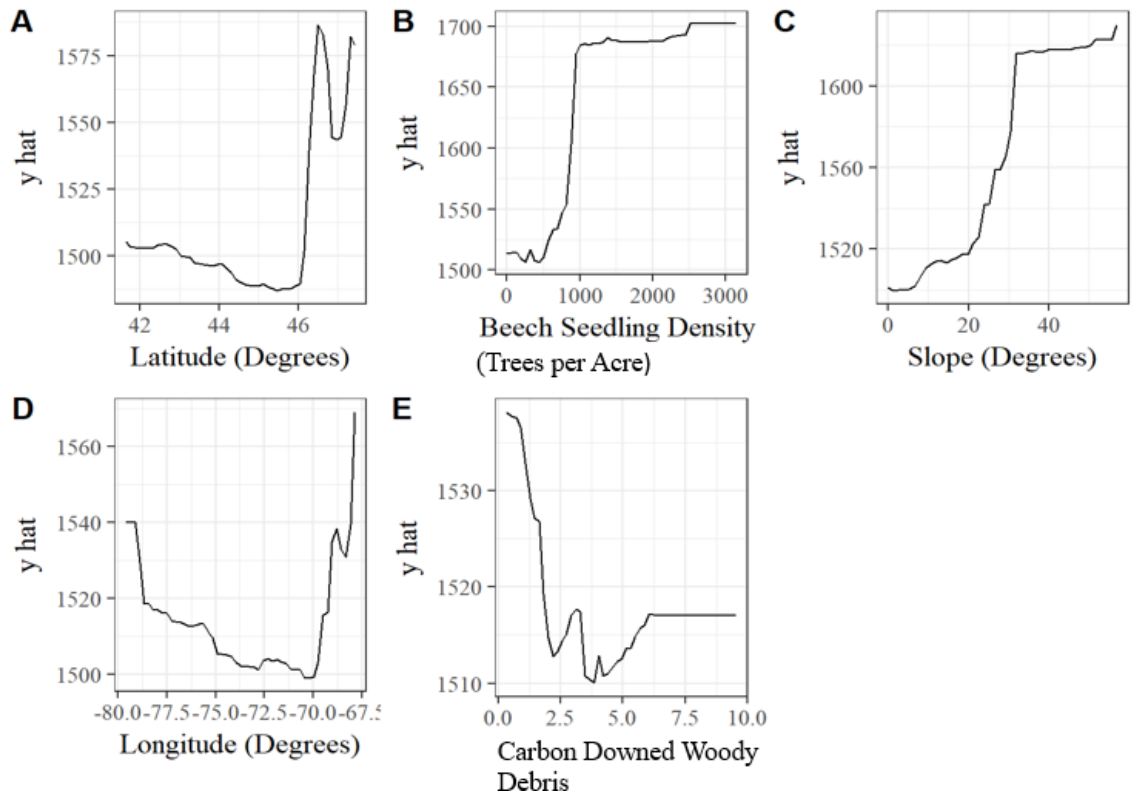 A
y hat
1575
1550
1525
1500
42 44 46
Latitude (Degrees)
B
y hat
1700
1650
1600
1550
1500
0 1000 2000 3000
Beech Seedling Density
(Trees per Acre)
C
y hat
1600
1560
1520
0 20 40
Slope (Degrees)
D
y hat
1560
1540
1520
1500
-80.0 -77.5 -75.0 -72.5 -70.0 -67.5
Longitude (Degrees)
E
y hat
1530
1520
1510
0.0 2.5 5.0 7.5 10.0
Carbon Downed Woody
Debris